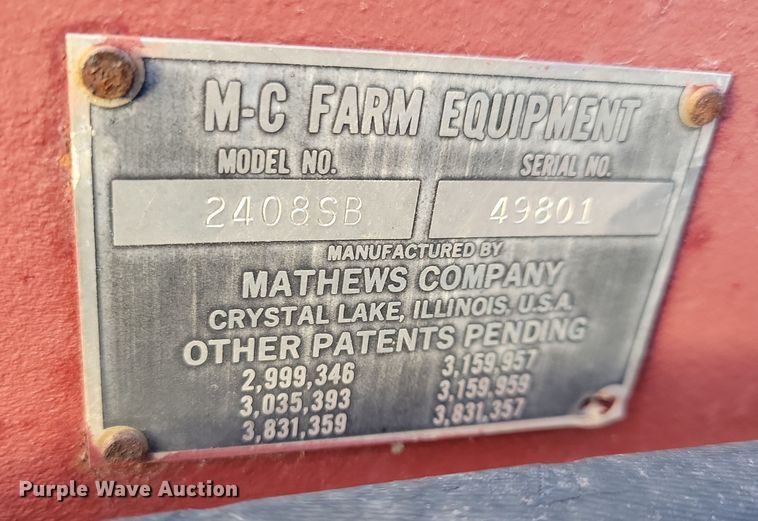 M-C FARM EQUIPMENT
MODEL NO. SERIAL NO.
2408SB 49801
MANUFACTURED BY
MATHEWS COMPANY
CRYSTAL LAKE, ILLINOIS, U.S.A.
OTHER PATENTS PENDING
2,999,346 3,159,957
3,035,393 3,159,959
3,831,359 3,831,357
Purple Wave Auction